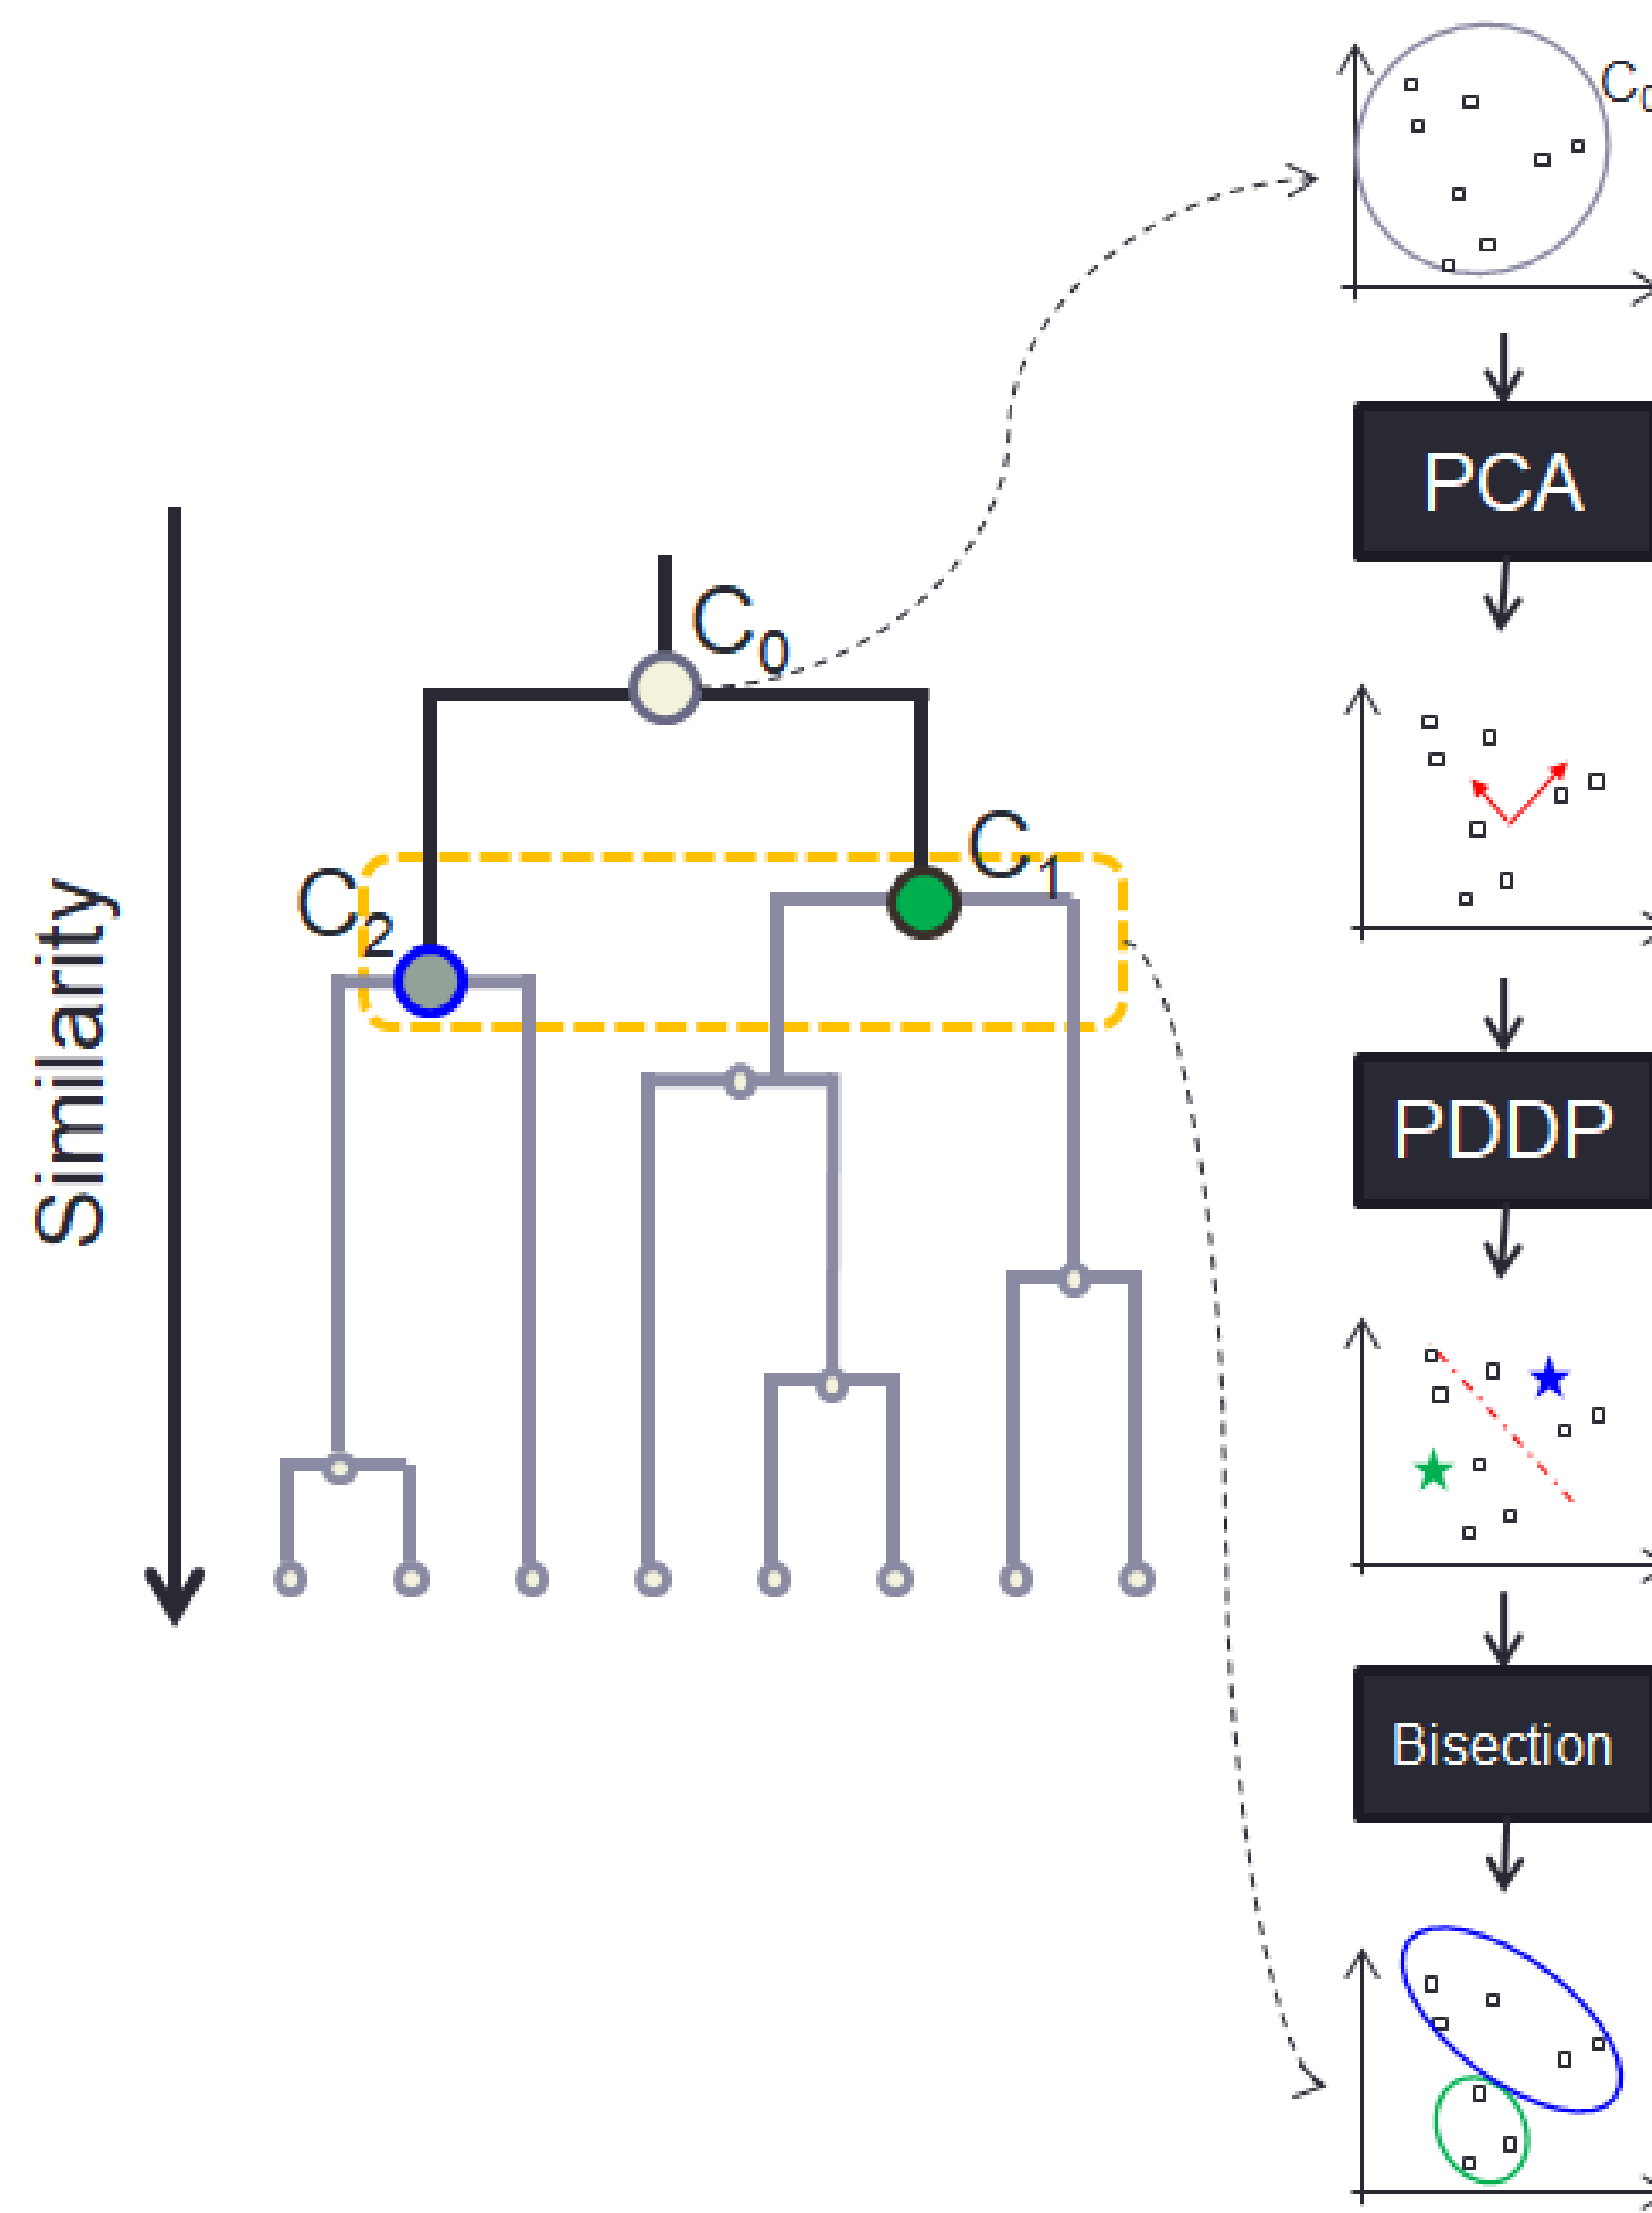 C₀
PCA
C₀
C₁
C₂
Similarity
PDDP
Bisection